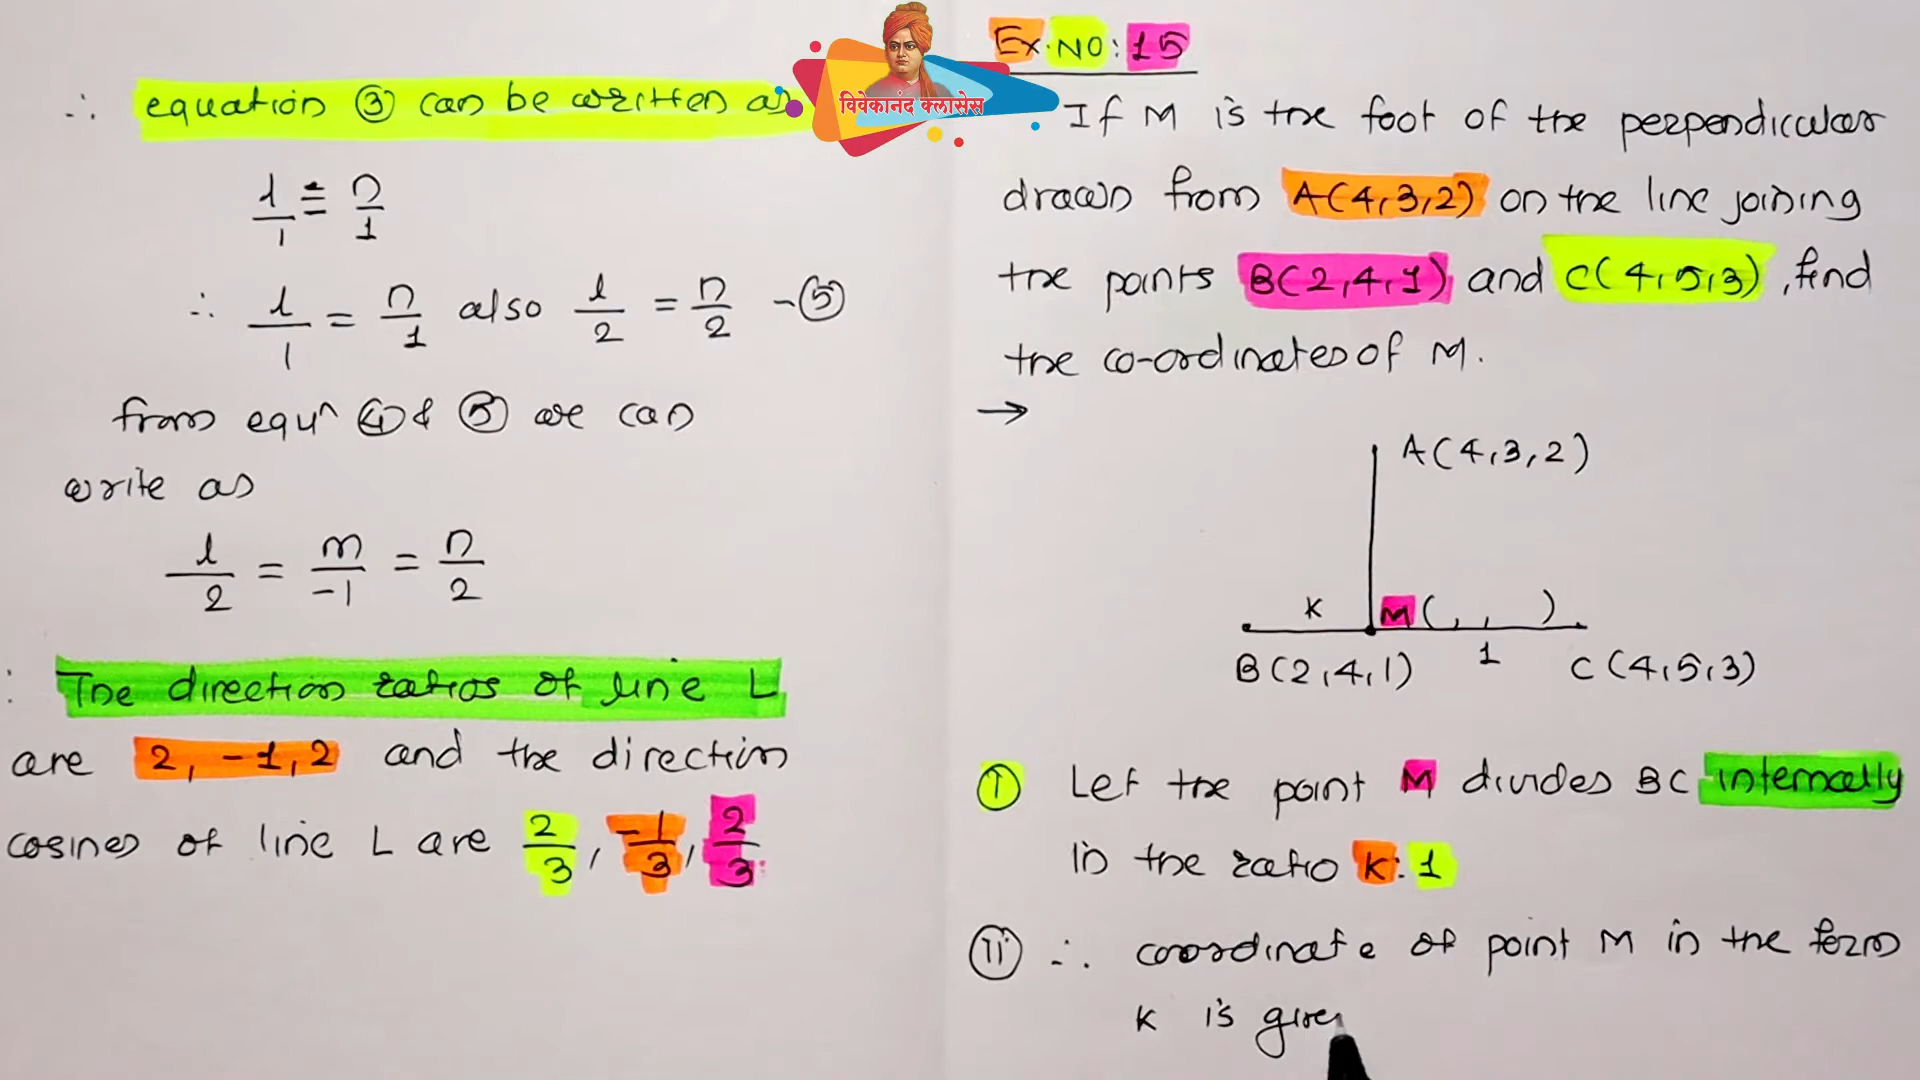 ∴ equation ③ can be written as
l/1 = n/1
∴ l/1 = n/1 also l/2 = n/2 - ⑤
from equⁿ ④ & ⑤ we can
write as
l/2 = m/-1 = n/2
: The direction ratios of line L
are 2, -1, 2 and the direction
cosines of line L are 2/3, -1/3, 2/3
विवेकानंद क्लासेस
Ex.NO: 15
If M is the foot of the perpendicular
drawn from A(4,3,2) on the line joining
the points B(2,4,1) and C(4,5,3), find
the co-ordinates of M.
→
A(4,3,2)
K M( , , )
B(2,4,1) 1 C(4,5,3)
Ⓘ Let the point M divides BC internally
in the ratio K:1
Ⓘⓘ ∴ coordinate of point M in the form
K is give